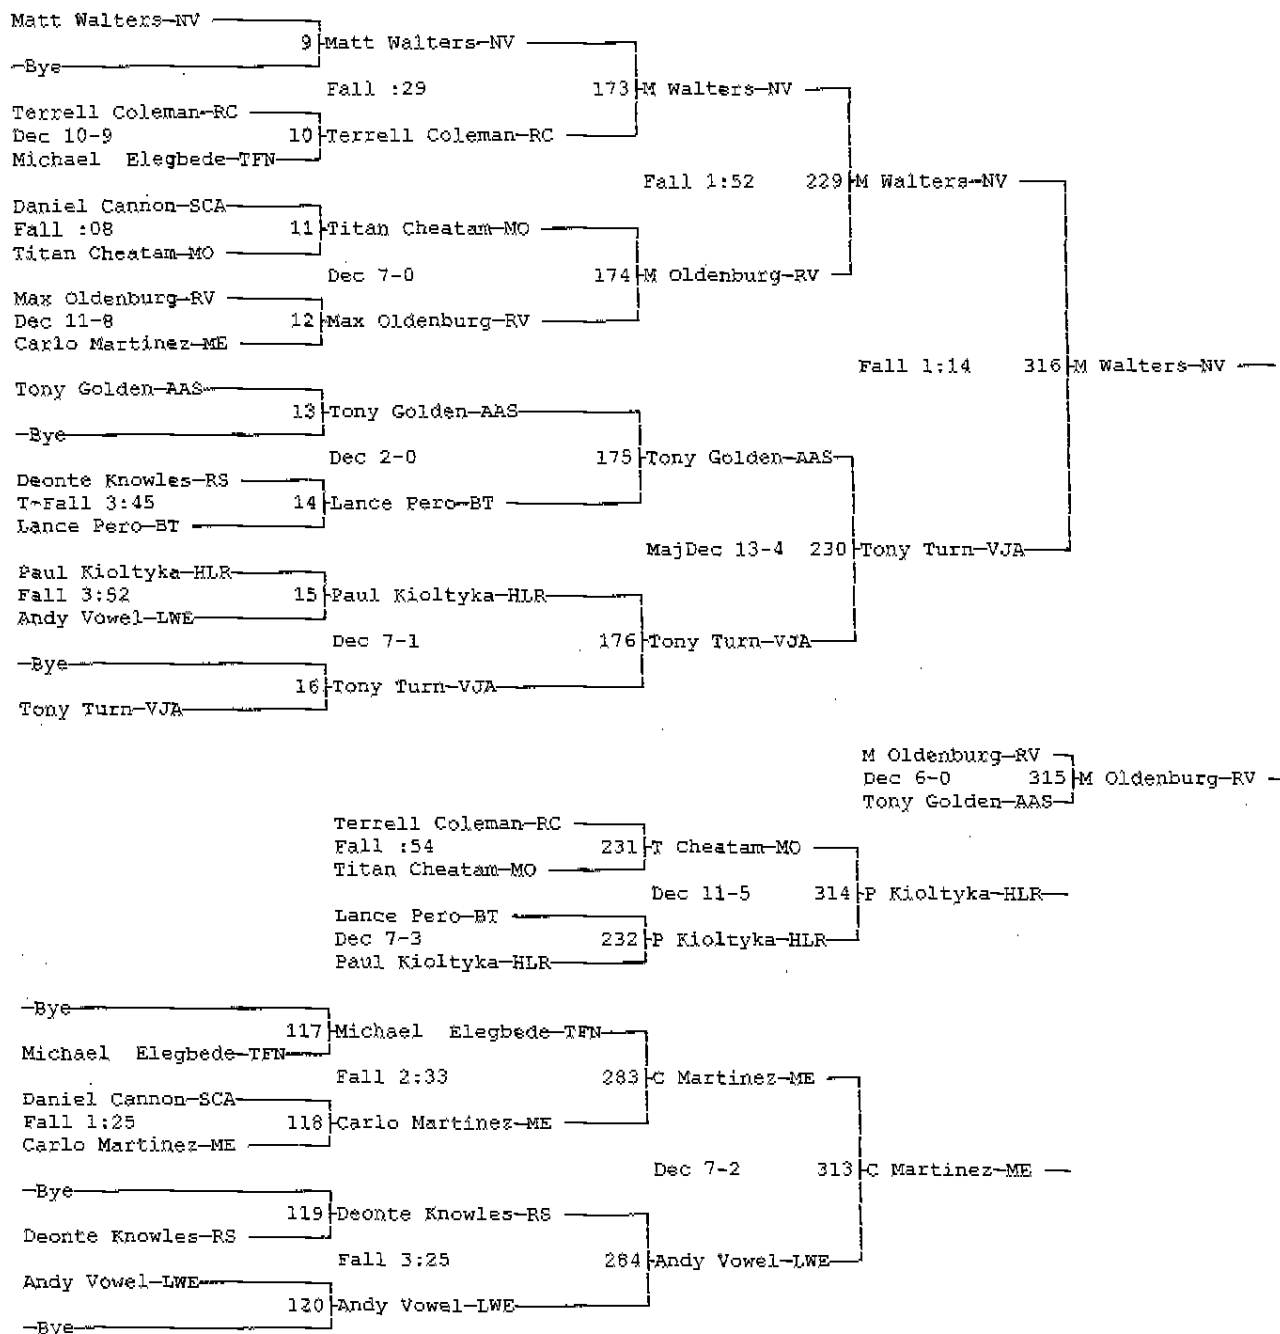 Matt Walters-NV
9 Matt Walters-NV
-Bye
Fall :29 173 M Walters-NV
Terrell Coleman-RC
Dec 10-9 10 Terrell Coleman-RC
Michael Elegbede-TFN
Fall 1:52 229 M Walters-NV
Daniel Cannon-SCA
Fall :08 11 Titan Cheatam-MO
Titan Cheatam-MO
Dec 7-0 174 M Oldenburg-RV
Max Oldenburg-RV
Dec 11-8 12 Max Oldenburg-RV
Carlo Martinez-ME
Fall 1:14 316 M Walters-NV
Tony Golden-AAS
13 Tony Golden-AAS
-Bye
Dec 2-0 175 Tony Golden-AAS
Deonte Knowles-RS
T-Fall 3:45 14 Lance Pero-BT
Lance Pero-BT
MajDec 13-4 230 Tony Turn-VJA
Paul Kioltyka-HLR
Fall 3:52 15 Paul Kioltyka-HLR
Andy Vowel-LWE
Dec 7-1 176 Tony Turn-VJA
-Bye
16 Tony Turn-VJA
Tony Turn-VJA
M Oldenburg-RV
Dec 6-0 315 M Oldenburg-RV
Tony Golden-AAS
Terrell Coleman-RC
Fall :54 231 T Cheatam-MO
Titan Cheatam-MO
Dec 11-5 314 P Kioltyka-HLR
Lance Pero-BT
Dec 7-3 232 P Kioltyka-HLR
Paul Kioltyka-HLR
-Bye
117 Michael Elegbede-TFN
Michael Elegbede-TFN
Fall 2:33 283 C Martinez-ME
Daniel Cannon-SCA
Fall 1:25 118 Carlo Martinez-ME
Carlo Martinez-ME
Dec 7-2 313 C Martinez-ME
-Bye
119 Deonte Knowles-RS
Deonte Knowles-RS
Fall 3:25 284 Andy Vowel-LWE
Andy Vowel-LWE
120 Andy Vowel-LWE
-Bye